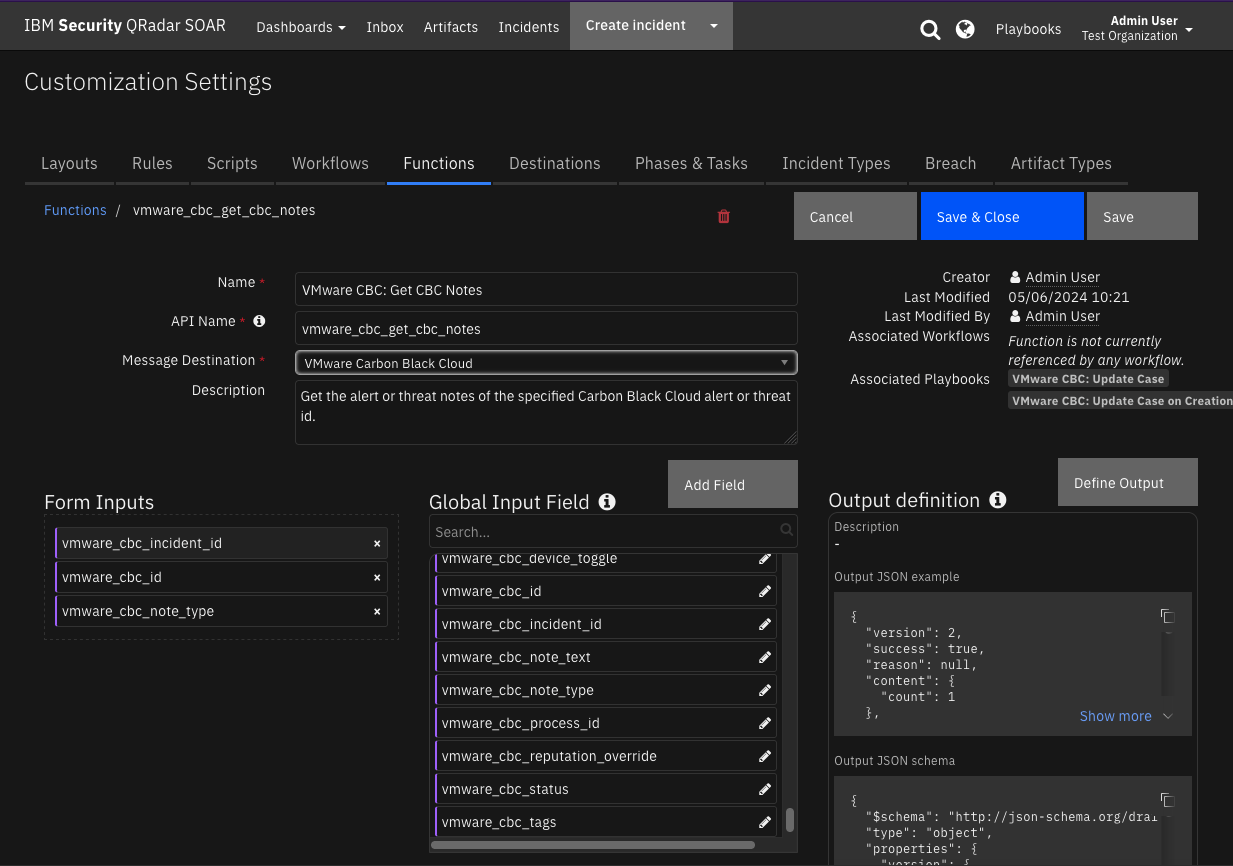 IBM Security QRadar SOAR
Dashboards
Inbox
Artifacts
Incidents
Create incident
Playbooks
Admin User
Test Organization
Customization Settings
Layouts
Rules
Scripts
Workflows
Functions
Destinations
Phases & Tasks
Incident Types
Breach
Artifact Types
Functions / vmware_cbc_get_cbc_notes
Cancel
Save & Close
Save
Name *
VMware CBC: Get CBC Notes
API Name *
vmware_cbc_get_cbc_notes
Message Destination *
VMware Carbon Black Cloud
Description
Get the alert or threat notes of the specified Carbon Black Cloud alert or threat
id.
Creator
Admin User
Last Modified
05/06/2024 10:21
Last Modified By
Admin User
Associated Workflows
Function is not currently
referenced by any workflow.
Associated Playbooks
VMware CBC: Update Case
VMware CBC: Update Case on Creation
Form Inputs
vmware_cbc_incident_id ×
vmware_cbc_id ×
vmware_cbc_note_type ×
Global Input Field
Add Field
Search...
vmware_cbc_device_toggle
vmware_cbc_id
vmware_cbc_incident_id
vmware_cbc_note_text
vmware_cbc_note_type
vmware_cbc_process_id
vmware_cbc_reputation_override
vmware_cbc_status
vmware_cbc_tags
Output definition
Define Output
Description
-
Output JSON example
{
"version": 2,
"success": true,
"reason": null,
"content": {
"count": 1
},
Show more
Output JSON schema
{
"$schema": "http://json-schema.org/drai
"type": "object",
"properties": {
"version": {